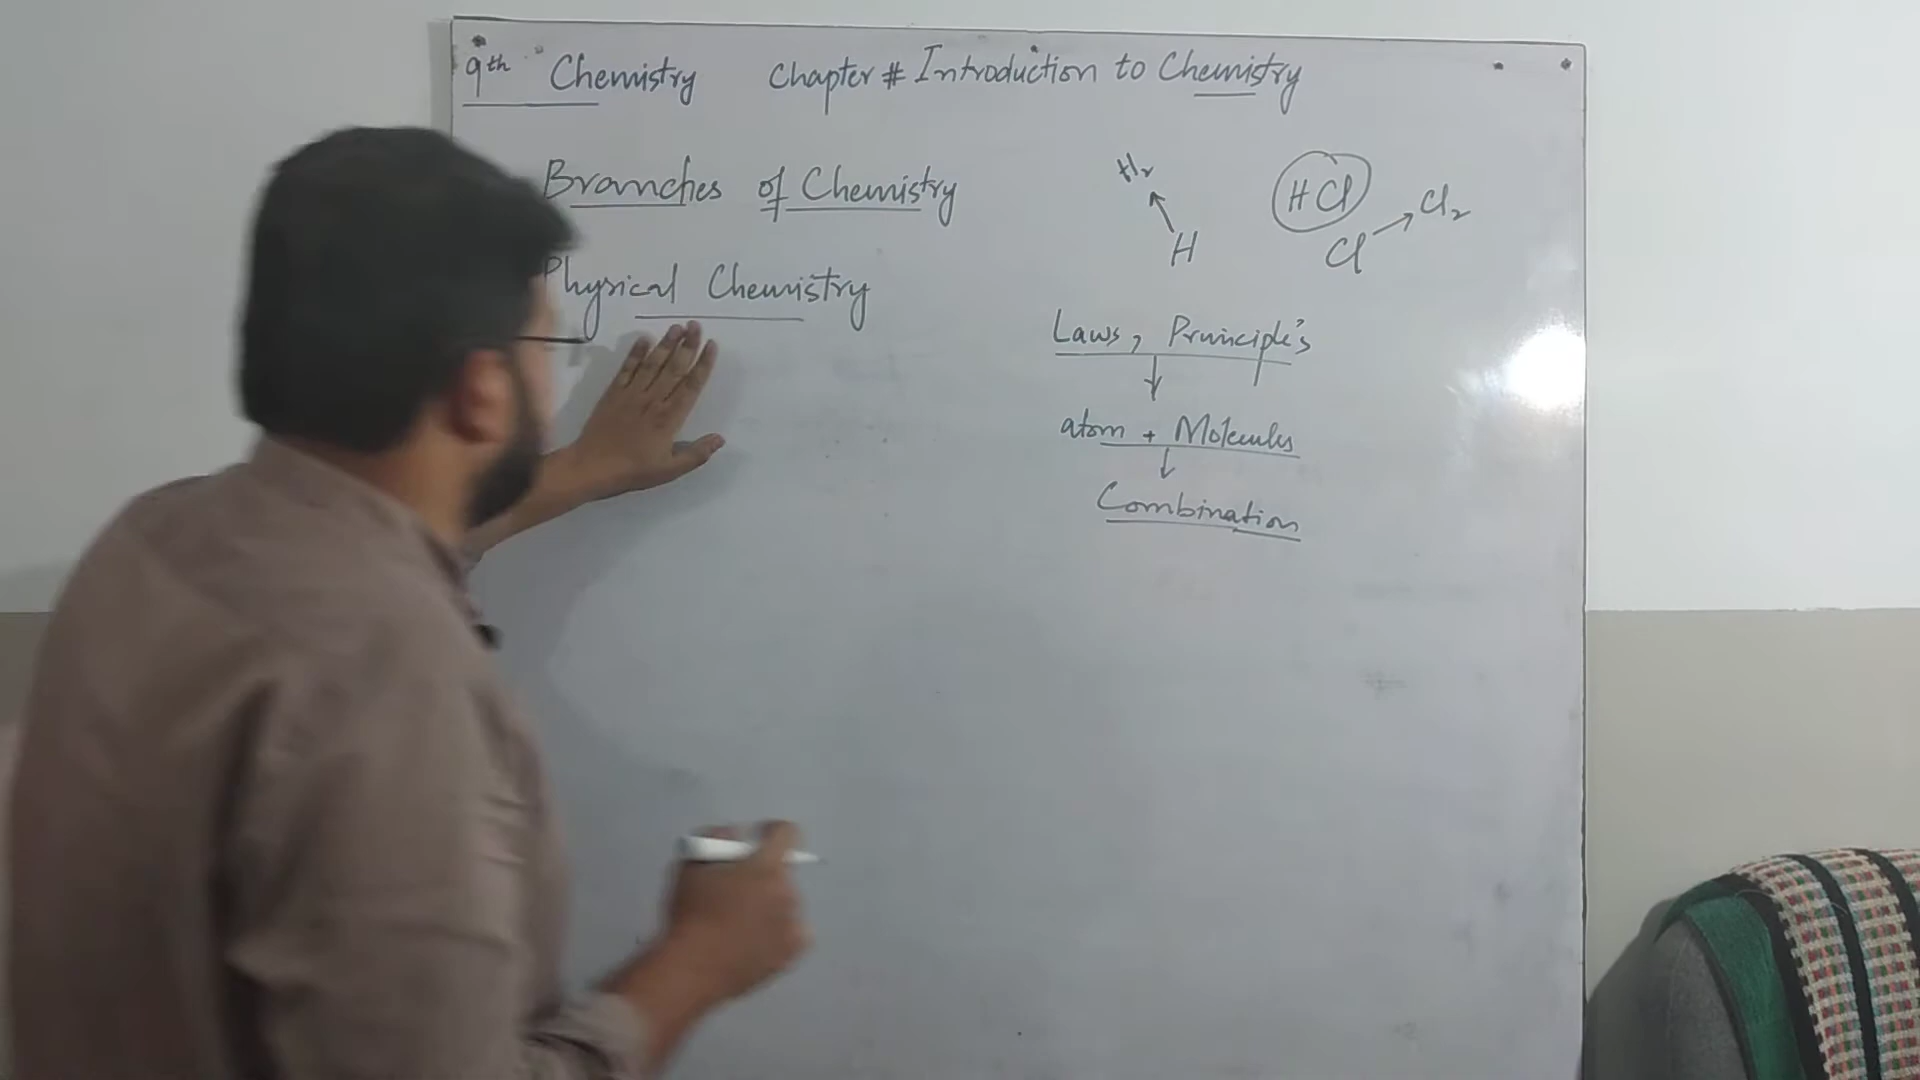 9th Chemistry Chapter # Introduction to Chemistry
Branches of Chemistry
Physical Chemistry
H2
H
HCl
Cl
Cl2
Laws, Principle's
atom + Molecules
Combination